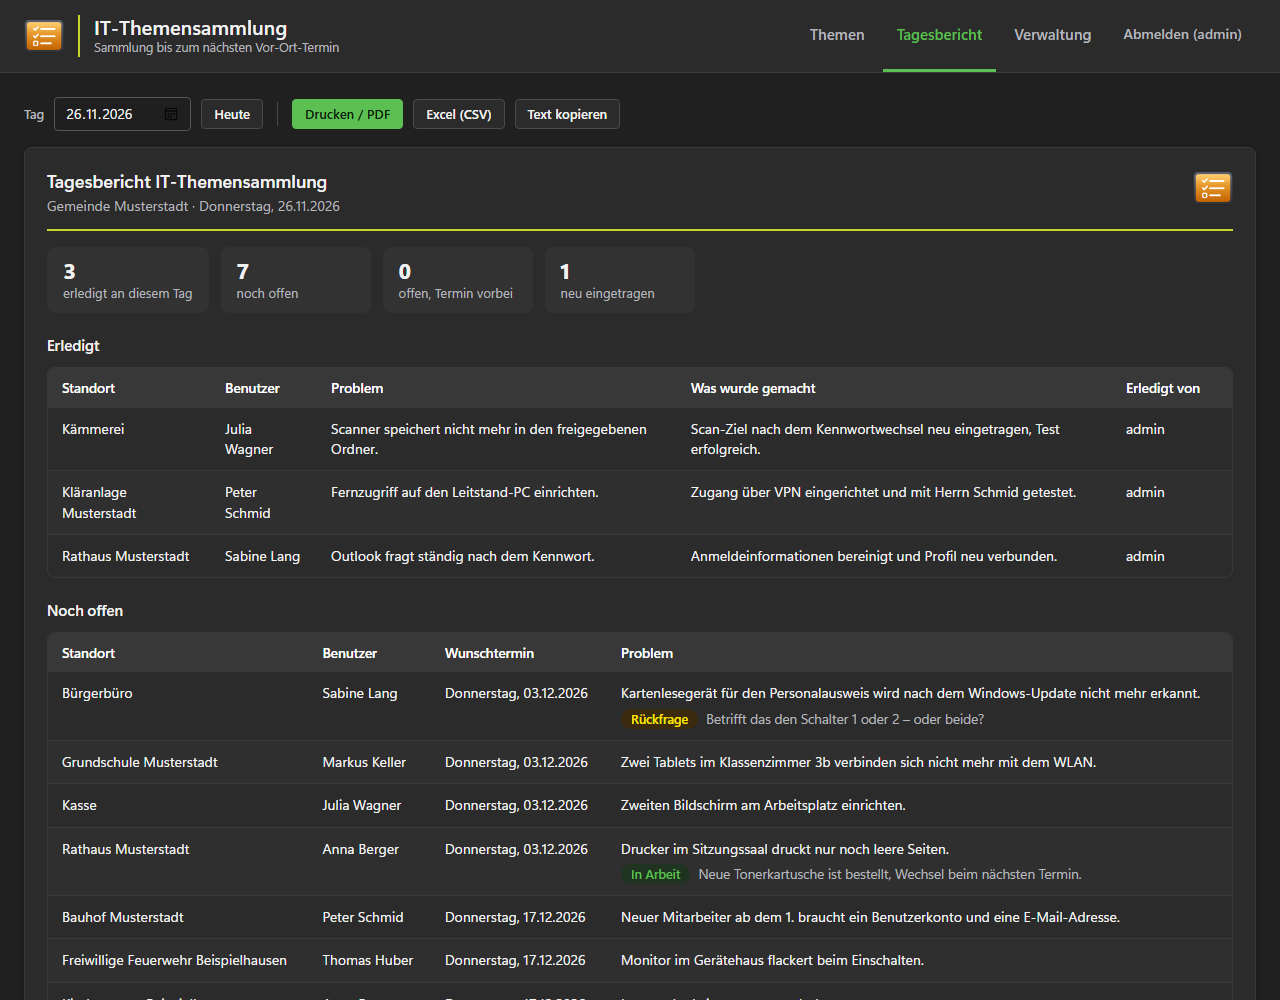 IT-Themensammlung
Sammlung bis zum nächsten Vor-Ort-Termin
Themen
Tagesbericht
Verwaltung
Abmelden (admin)
Tag
26.11.2026
Heute
Drucken / PDF
Excel (CSV)
Text kopieren
Tagesbericht IT-Themensammlung
Gemeinde Musterstadt · Donnerstag, 26.11.2026
3
erledigt an diesem Tag
7
noch offen
0
offen, Termin vorbei
1
neu eingetragen
Erledigt
Standort Benutzer Problem Was wurde gemacht Erledigt von
Kämmerei Julia Scanner speichert nicht mehr in den freigegebenen Scan-Ziel nach dem Kennwortwechsel neu eingetragen, Test admin
Wagner Ordner. erfolgreich.
Kläranlage Peter Fernzugriff auf den Leitstand-PC einrichten. Zugang über VPN eingerichtet und mit Herrn Schmid getestet. admin
Musterstadt Schmid
Rathaus Musterstadt Sabine Lang Outlook fragt ständig nach dem Kennwort. Anmeldeinformationen bereinigt und Profil neu verbunden. admin
Noch offen
Standort Benutzer Wunschtermin Problem
Bürgerbüro Sabine Lang Donnerstag, 03.12.2026 Kartenlesegerät für den Personalausweis wird nach dem Windows-Update nicht mehr erkannt.
Rückfrage Betrifft das den Schalter 1 oder 2 – oder beide?
Grundschule Musterstadt Markus Keller Donnerstag, 03.12.2026 Zwei Tablets im Klassenzimmer 3b verbinden sich nicht mehr mit dem WLAN.
Kasse Julia Wagner Donnerstag, 03.12.2026 Zweiten Bildschirm am Arbeitsplatz einrichten.
Rathaus Musterstadt Anna Berger Donnerstag, 03.12.2026 Drucker im Sitzungssaal druckt nur noch leere Seiten.
In Arbeit Neue Tonerkartusche ist bestellt, Wechsel beim nächsten Termin.
Bauhof Musterstadt Peter Schmid Donnerstag, 17.12.2026 Neuer Mitarbeiter ab dem 1. braucht ein Benutzerkonto und eine E-Mail-Adresse.
Freiwillige Feuerwehr Beispielhausen Thomas Huber Donnerstag, 17.12.2026 Monitor im Gerätehaus flackert beim Einschalten.